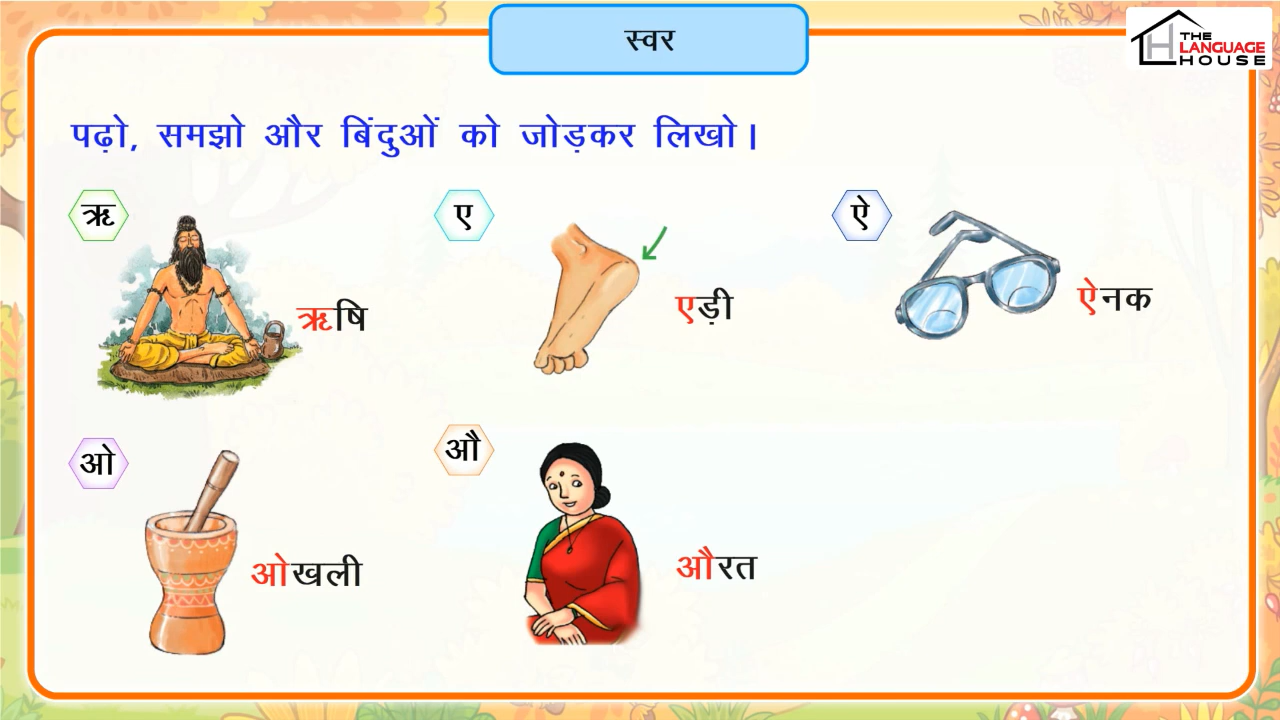 स्वर
THE
LANGUAGE
HOUSE
पढ़ो, समझो और बिंदुओं को जोड़कर लिखो।
ऋ
ऋषि
ए
एड़ी
ऐ
ऐनक
ओ
ओखली
औ
औरत